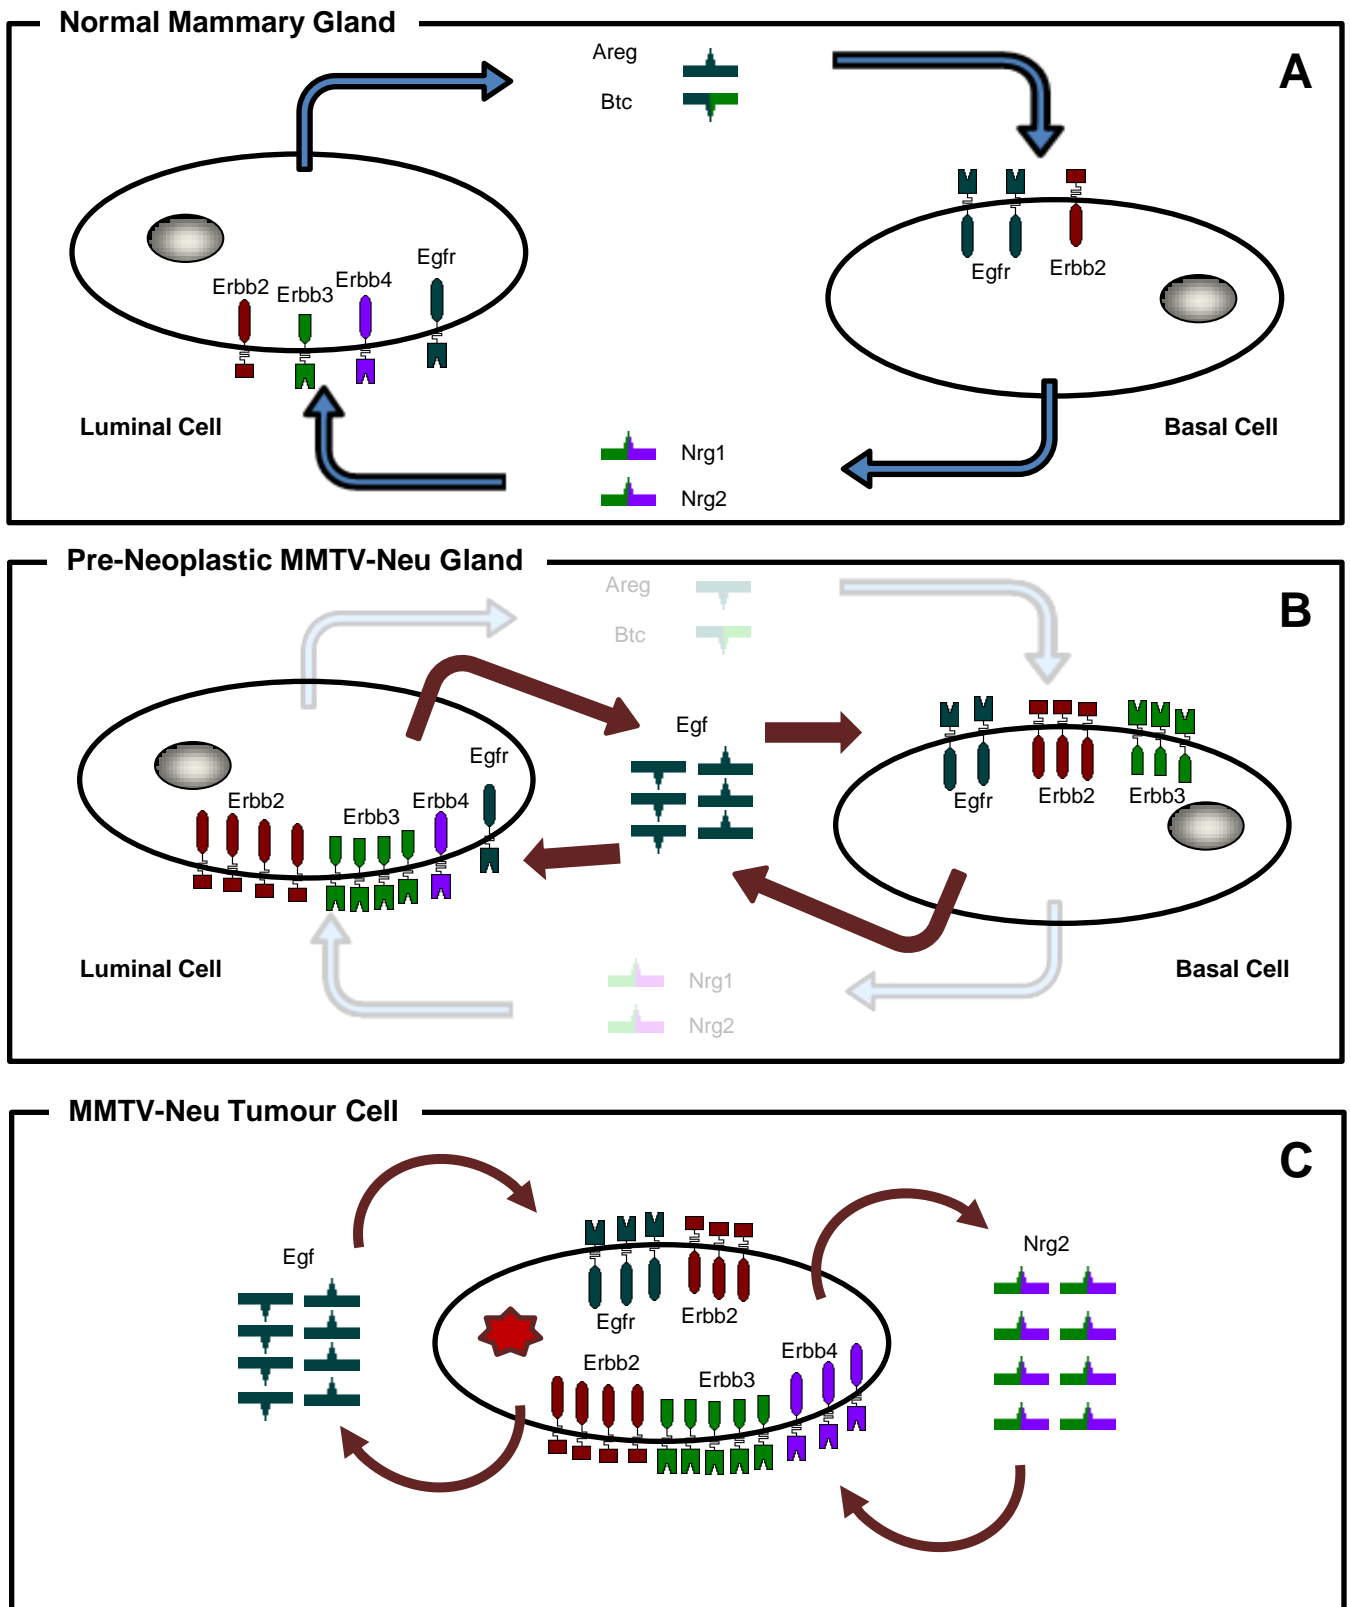 Normal Mammary Gland
A
Areg
Btc
Erbb2
Erbb3
Erbb4
Egfr
Egfr
Erbb2
Luminal Cell
Basal Cell
Nrg1
Nrg2
Pre-Neoplastic MMTV-Neu Gland
B
Areg
Btc
Egf
Egfr
Erbb2
Erbb3
Erbb4
Egfr
Erbb2
Erbb3
Luminal Cell
Basal Cell
Nrg1
Nrg2
MMTV-Neu Tumour Cell
C
Egf
Nrg2
Egfr
Erbb2
Erbb2
Erbb3
Erbb4